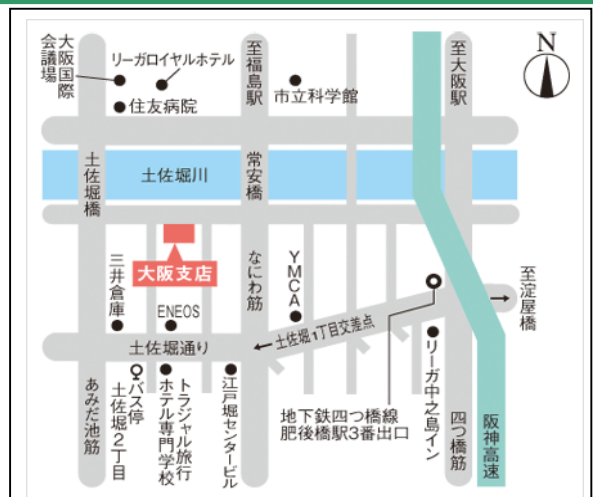 大阪国際
会議場
リーガロイヤルホテル
住友病院
至福島駅
市立科学館
至大阪駅
N
土佐堀橋
土佐堀川
常安橋
大阪支店
三井倉庫
ENEOS
なにわ筋
YMCA
至淀屋橋
土佐堀通り
土佐堀1丁目交差点
あみだ池筋
バス停
土佐堀2丁目
トラジャル旅行
ホテル専門学校
江戸堀センタービル
地下鉄四つ橋線
肥後橋駅3番出口
リーガ中之島イン
四つ橋筋
阪神高速